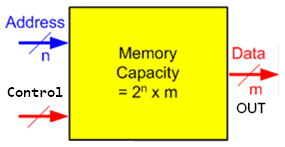 Address
n
Control
Memory
Capacity
= 2ⁿ x m
Data
m
OUT